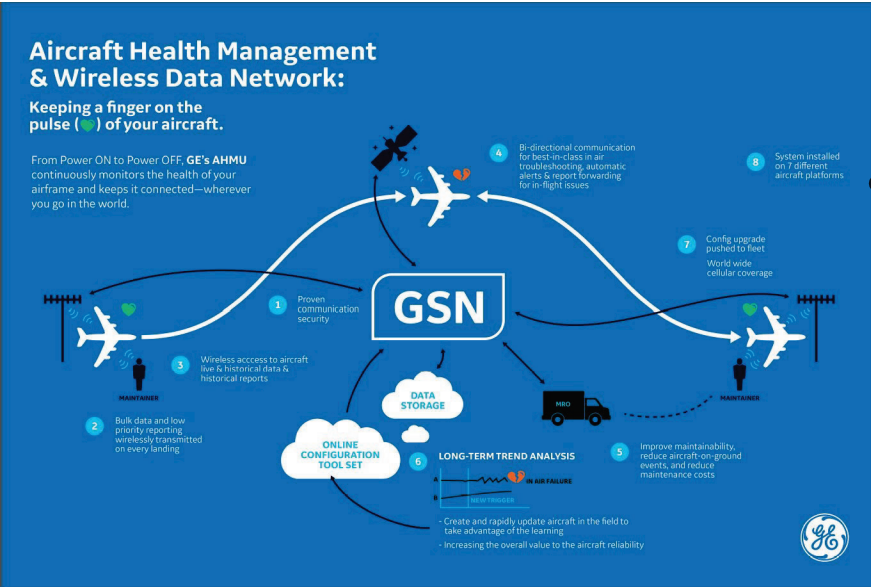 Aircraft Health Management
& Wireless Data Network:
Keeping a finger on the
pulse ( ) of your aircraft.
From Power ON to Power OFF, GE's AHMU
continuously monitors the health of your
airframe and keeps it connected—wherever
you go in the world.
4
Bi-directional communication
for best-in-class in air
troubleshooting, automatic
alerts & report forwarding
for in-flight issues
8
System installed
on 7 different
aircraft platforms
7
Config upgrade
pushed to fleet
World wide
cellular coverage
1
Proven
communication
security
GSN
3
Wireless acccess to aircraft
live & historical data &
historical reports
MAINTAINER
2
Bulk data and low
priority reporting
wirelessly transmitted
on every landing
DATA
STORAGE
ONLINE
CONFIGURATION
TOOL SET
MRO
MAINTAINER
5
Improve maintainability,
reduce aircraft-on-ground
events, and reduce
maintenance costs
6
LONG-TERM TREND ANALYSIS
A
IN AIR FAILURE
B
NEW TRIGGER
- Create and rapidly update aircraft in the field to
take advantage of the learning
- Increasing the overall value to the aircraft reliability
GE